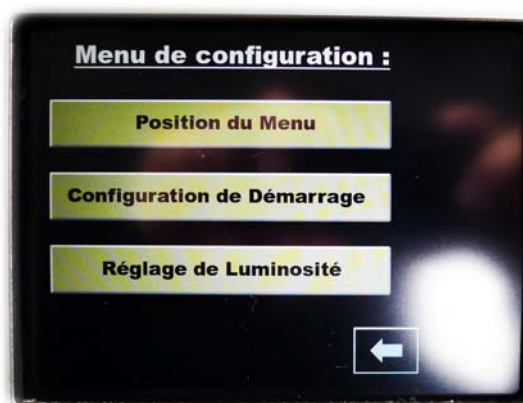 Menu de configuration :
Position du Menu
Configuration de Démarrage
Réglage de Luminosité